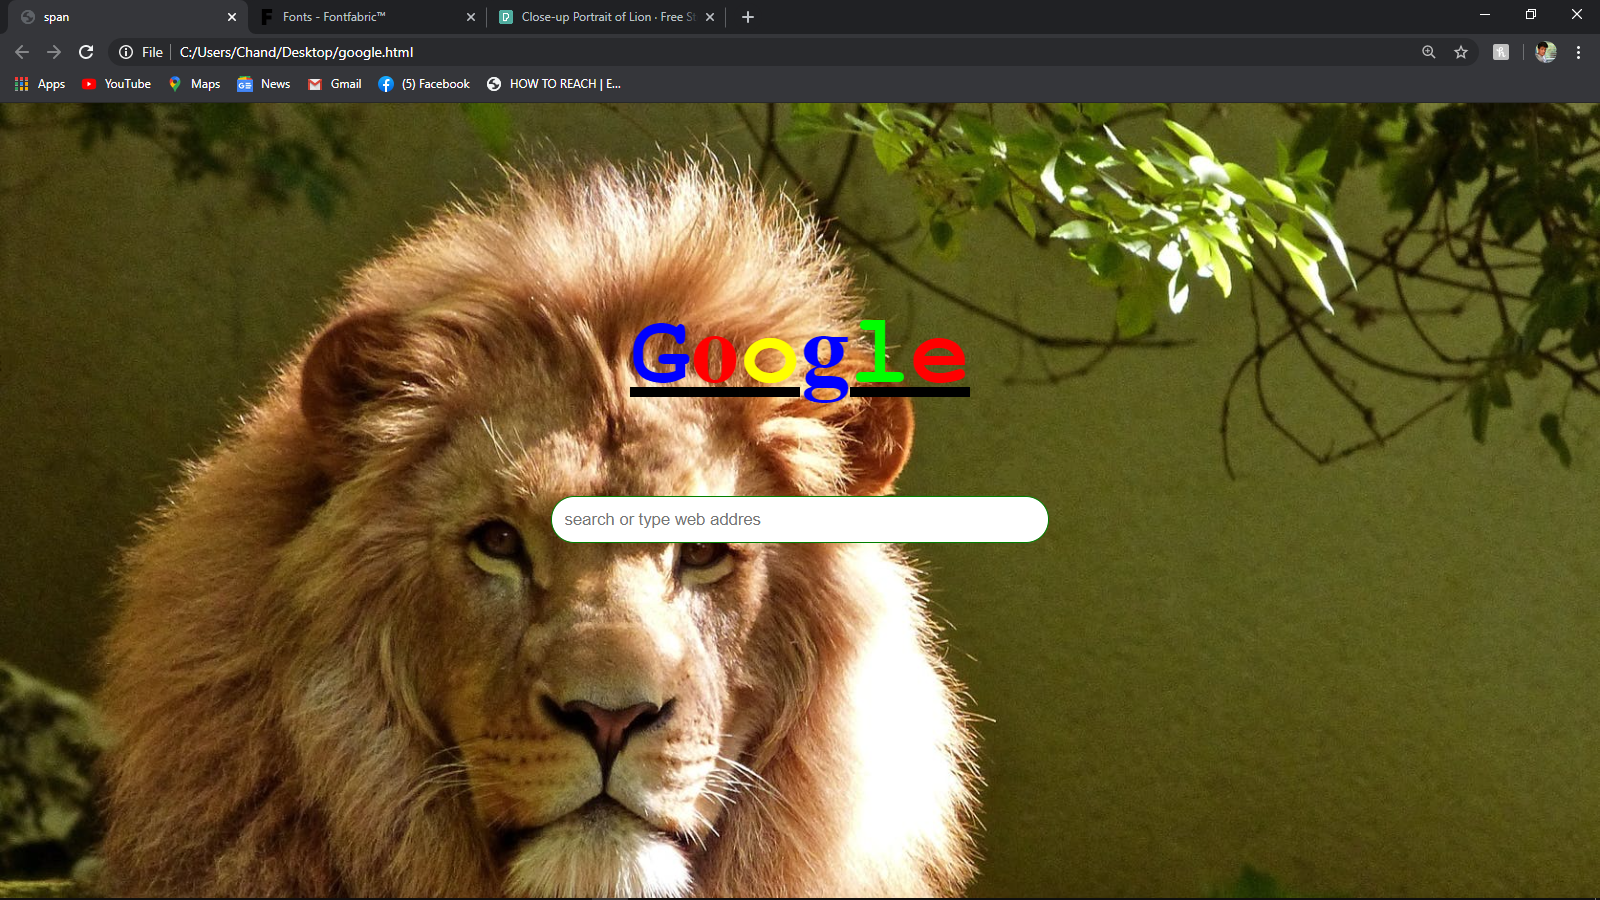 span
Fonts - Fontfabric™
Close-up Portrait of Lion · Free St
File
C:/Users/Chand/Desktop/google.html
Apps
YouTube
Maps
News
Gmail
(5) Facebook
HOW TO REACH | E...
Google
search or type web addres